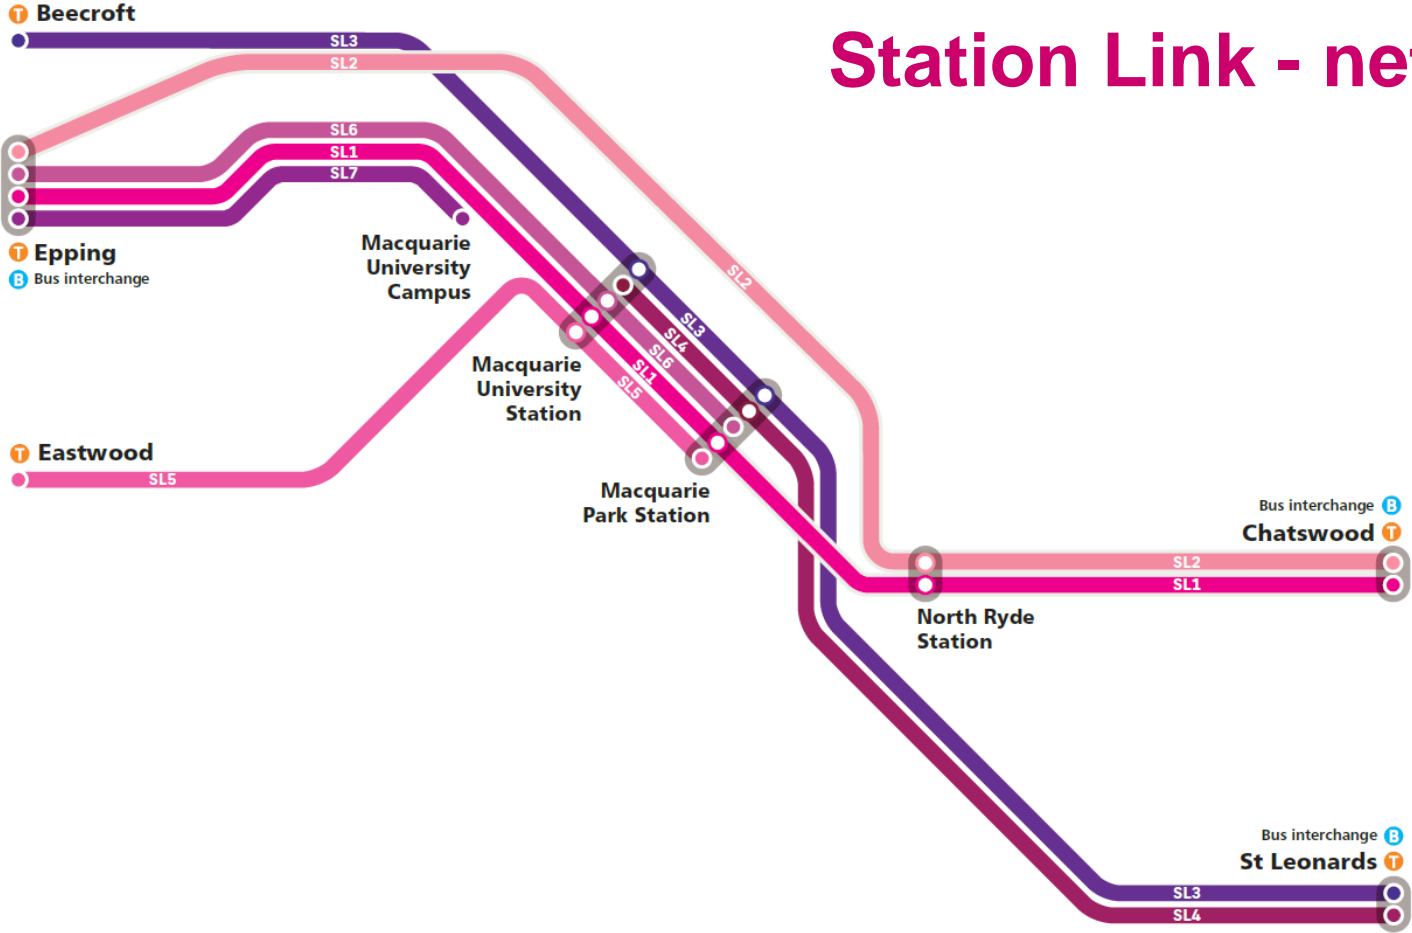 T Beecroft
Station Link - ne
SL3
SL2
SL6
SL1
SL7
T Epping
B Bus interchange
Macquarie
University
Campus
SL2
SL3
SL4
SL6
SL1
SL5
Macquarie
University
Station
T Eastwood
SL5
Macquarie
Park Station
Bus interchange B
Chatswood T
SL2
SL1
North Ryde
Station
Bus interchange B
St Leonards T
SL3
SL4